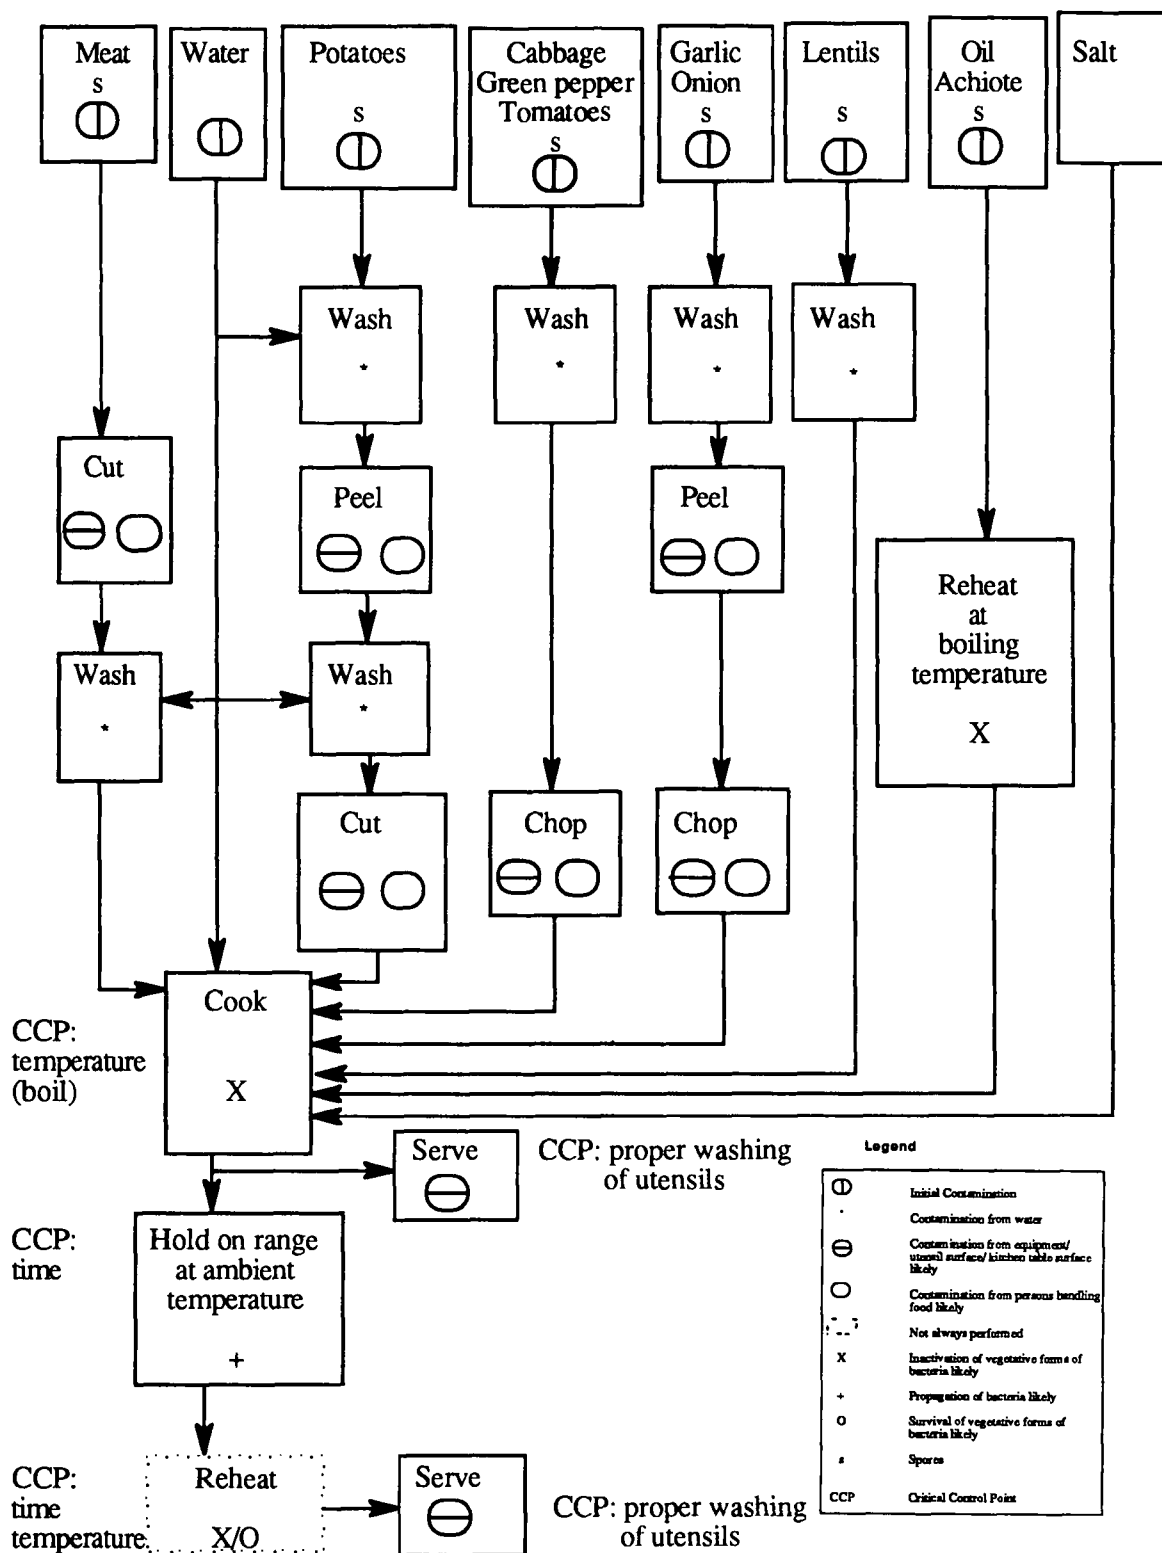 Meat
s
Water
Potatoes
s
Cabbage
Green pepper
Tomatoes
s
Garlic
Onion
s
Lentils
s
Oil
Achiote
s
Salt
Wash
*
Wash
*
Wash
*
Wash
*
Cut
Peel
Peel
Reheat
at
boiling
temperature
X
Wash
*
Wash
*
Cut
Chop
Chop
Cook
X
CCP:
temperature
(boil)
Serve
CCP: proper washing
of utensils
CCP:
time
Hold on range
at ambient
temperature
+
CCP:
time
temperature
Reheat
X/O
Serve
CCP: proper washing
of utensils
Legend
Initial Contamination
Contamination from water
Contamination from equipment/
utensil surface/ kitchen table surface
likely
Contamination from persons handling
food likely
Not always performed
X Inactivation of vegetative forms of
bacteria likely
+ Propagation of bacteria likely
O Survival of vegetative forms of
bacteria likely
s Spores
CCP Critical Control Point